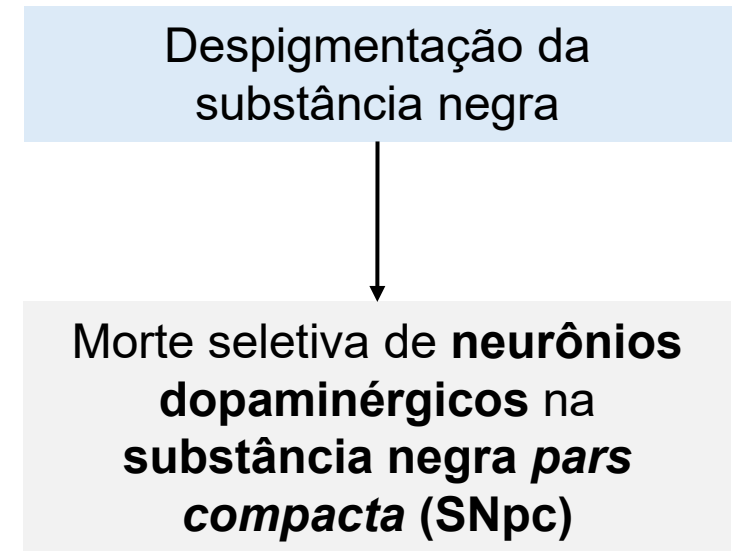 Despigmentação da
substância negra
Morte seletiva de neurônios
dopaminérgicos na
substância negra pars
compacta (SNpc)